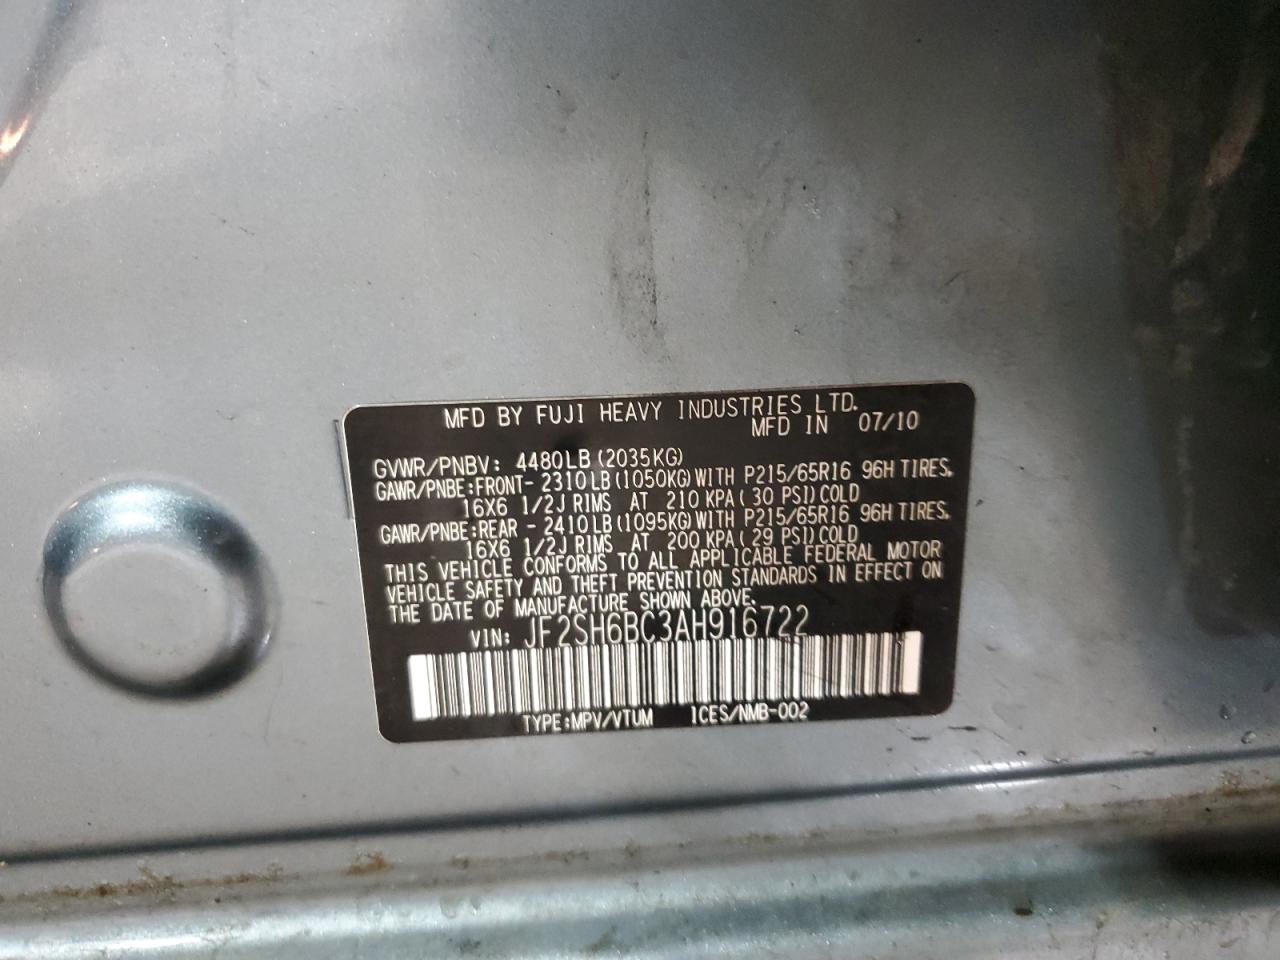 MFD BY FUJI HEAVY INDUSTRIES LTD.
MFD IN 07/10
GVWR/PNBV: 4480LB (2035KG)
GAWR/PNBE:FRONT- 2310LB(1050KG)WITH P215/65R16 96H TIRES.
16X6 1/2J RIMS AT 210 KPA( 30 PSI)COLD
GAWR/PNBE:REAR - 2410LB(1095KG)WITH P215/65R16 96H TIRES.
16X6 1/2J RIMS AT 200 KPA( 29 PSI)COLD
THIS VEHICLE CONFORMS TO ALL APPLICABLE FEDERAL MOTOR
VEHICLE SAFETY AND THEFT PREVENTION STANDARDS IN EFFECT ON
THE DATE OF MANUFACTURE SHOWN ABOVE.
VIN: JF2SH6BC3AH916722
TYPE:MPV/VTUM ICES/NMB-002